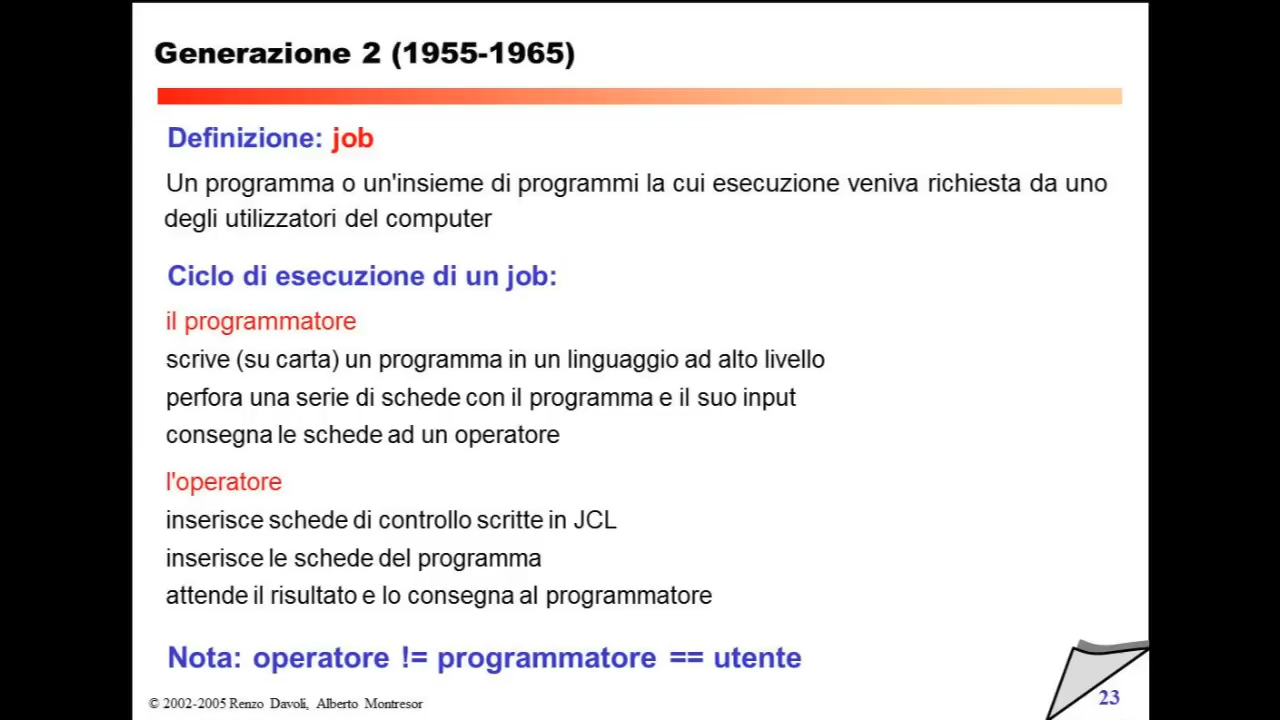 Generazione 2 (1955-1965)
Definizione: job
Un programma o un'insieme di programmi la cui esecuzione veniva richiesta da uno
degli utilizzatori del computer
Ciclo di esecuzione di un job:
il programmatore
scrive (su carta) un programma in un linguaggio ad alto livello
perfora una serie di schede con il programma e il suo input
consegna le schede ad un operatore
l'operatore
inserisce schede di controllo scritte in JCL
inserisce le schede del programma
attende il risultato e lo consegna al programmatore
Nota: operatore != programmatore == utente
© 2002-2005 Renzo Davoli, Alberto Montresor
23